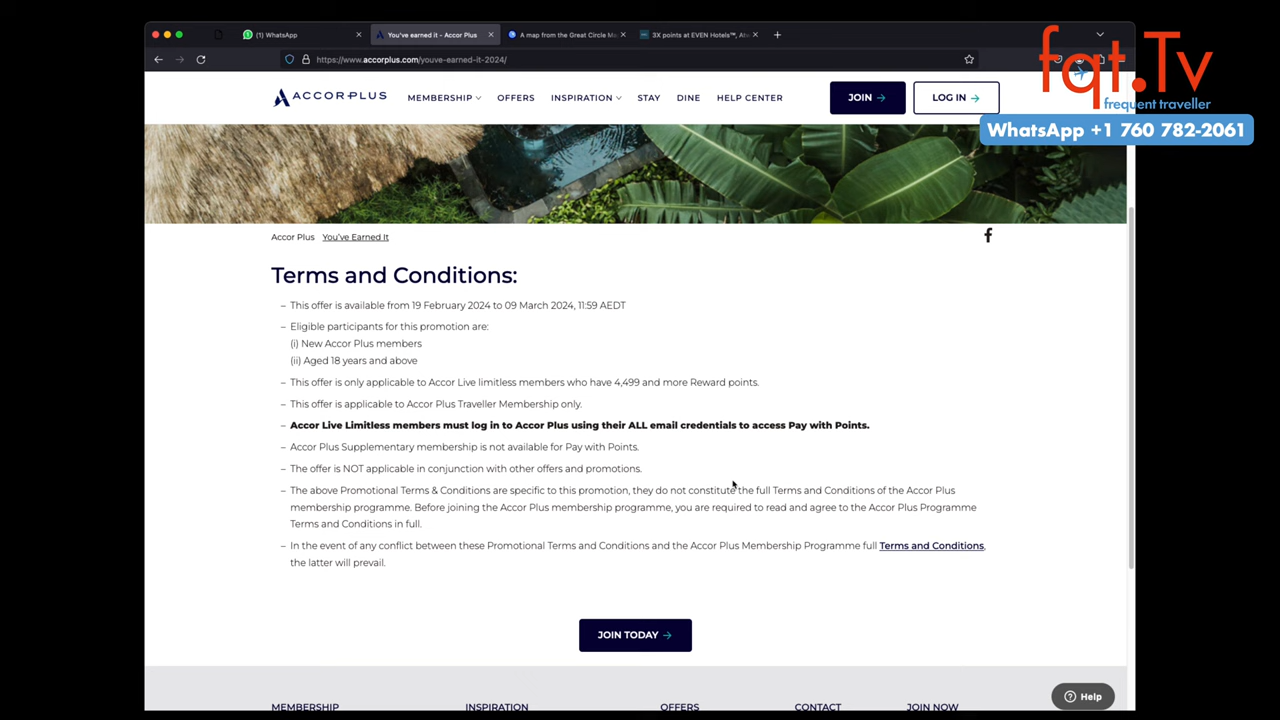 (1) WhatsApp
You've earned it - Accor Plus
A map from the Great Circle M
3X points at EVEN Hotels™, At
https://www.accorplus.com/youve-earned-it-2024/
fqt.Tv
frequent traveller
WhatsApp +1 760 782-2061
ACCOR PLUS
MEMBERSHIP
OFFERS
INSPIRATION
STAY
DINE
HELP CENTER
JOIN →
LOG IN →
Accor Plus You've Earned It
Terms and Conditions:
– This offer is available from 19 February 2024 to 09 March 2024, 11:59 AEDT
– Eligible participants for this promotion are:
(i) New Accor Plus members
(ii) Aged 18 years and above
– This offer is only applicable to Accor Live limitless members who have 4,499 and more Reward points.
– This offer is applicable to Accor Plus Traveller Membership only.
– Accor Live Limitless members must log in to Accor Plus using their ALL email credentials to access Pay with Points.
– Accor Plus Supplementary membership is not available for Pay with Points.
– The offer is NOT applicable in conjunction with other offers and promotions.
– The above Promotional Terms & Conditions are specific to this promotion, they do not constitute the full Terms and Conditions of the Accor Plus
membership programme. Before joining the Accor Plus membership programme, you are required to read and agree to the Accor Plus Programme
Terms and Conditions in full.
– In the event of any conflict between these Promotional Terms and Conditions and the Accor Plus Membership Programme full Terms and Conditions,
the latter will prevail.
JOIN TODAY →
Help
MEMBERSHIP
INSPIRATION
OFFERS
CONTACT
JOIN NOW